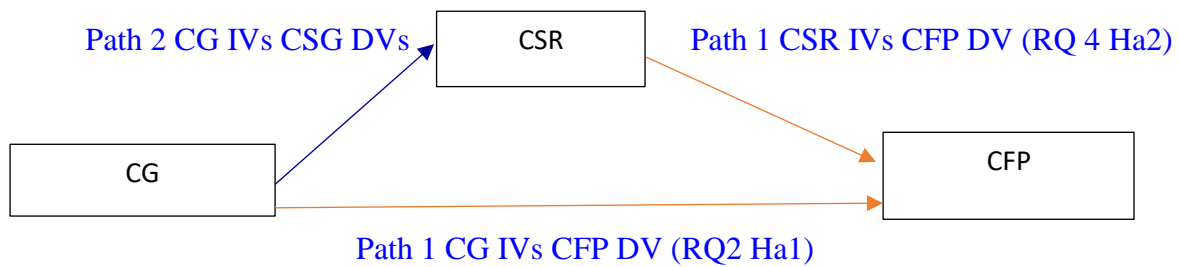 Path 2 CG IVs CSG DVs
CSR
Path 1 CSR IVs CFP DV (RQ 4 Ha2)
CG
CFP
Path 1 CG IVs CFP DV (RQ2 Ha1)